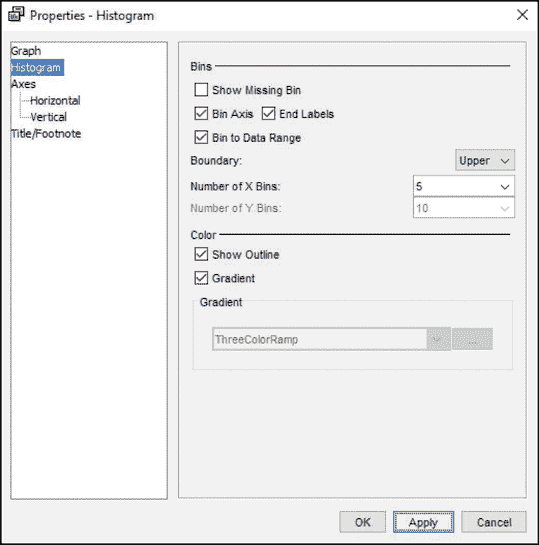 Properties - Histogram
Graph
Histogram
Axes
Horizontal
Vertical
Title/Footnote
Bins
Show Missing Bin
Bin Axis End Labels
Bin to Data Range
Boundary: Upper
Number of X Bins: 5
Number of Y Bins: 10
Color
Show Outline
Gradient
Gradient
ThreeColorRamp ...
OK Apply Cancel